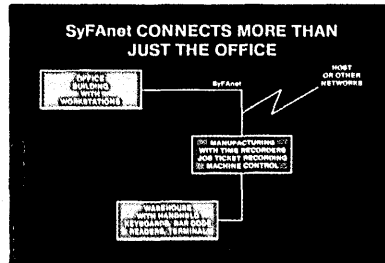 SyFAnet CONNECTS MORE THAN
JUST THE OFFICE
OFFICE
BUILDING
WITH
WORKSTATIONS
SyFAnet
HOST
OR OTHER
NETWORKS
MANUFACTURING
WITH TIME RECORDERS
JOB TICKET RECORDING
MACHINE CONTROL
WAREHOUSE
WITH HANDHELD
KEYBOARDS, BAR CODE
READERS, TERMINALS